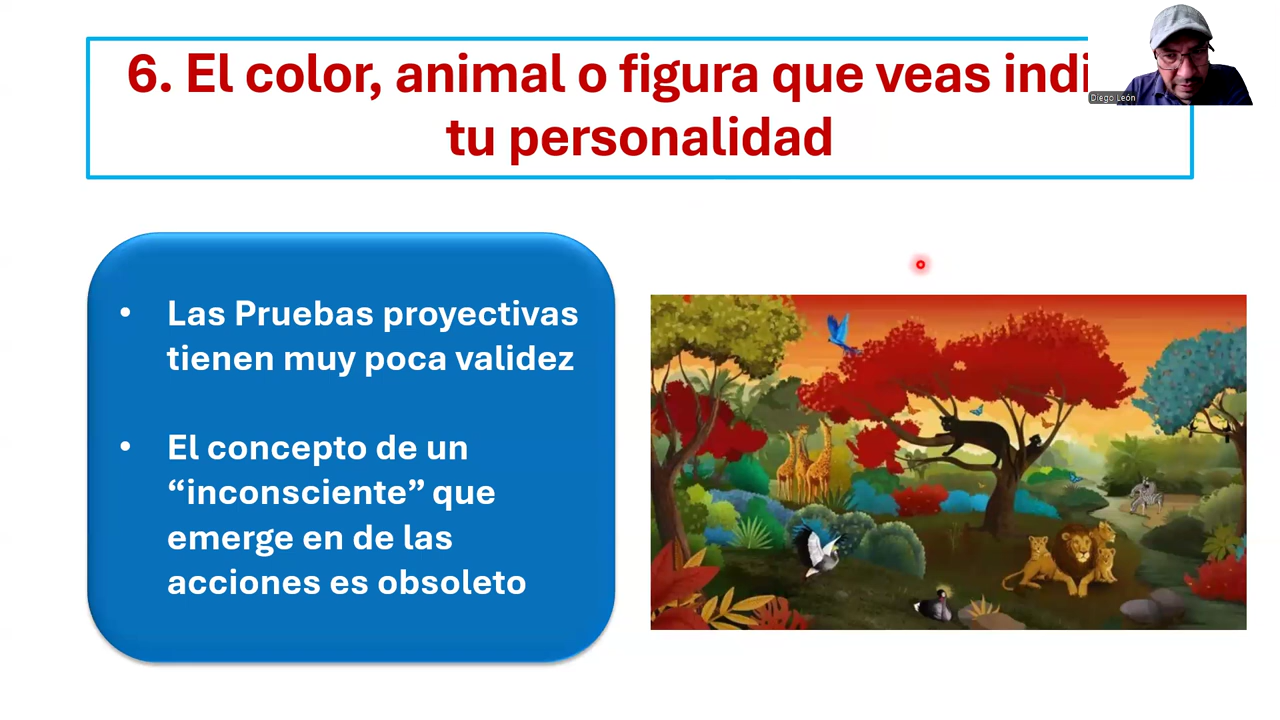 6. El color, animal o figura que veas indi
tu personalidad
Diego León
• Las Pruebas proyectivas
tienen muy poca validez
• El concepto de un
“inconsciente” que
emerge en de las
acciones es obsoleto